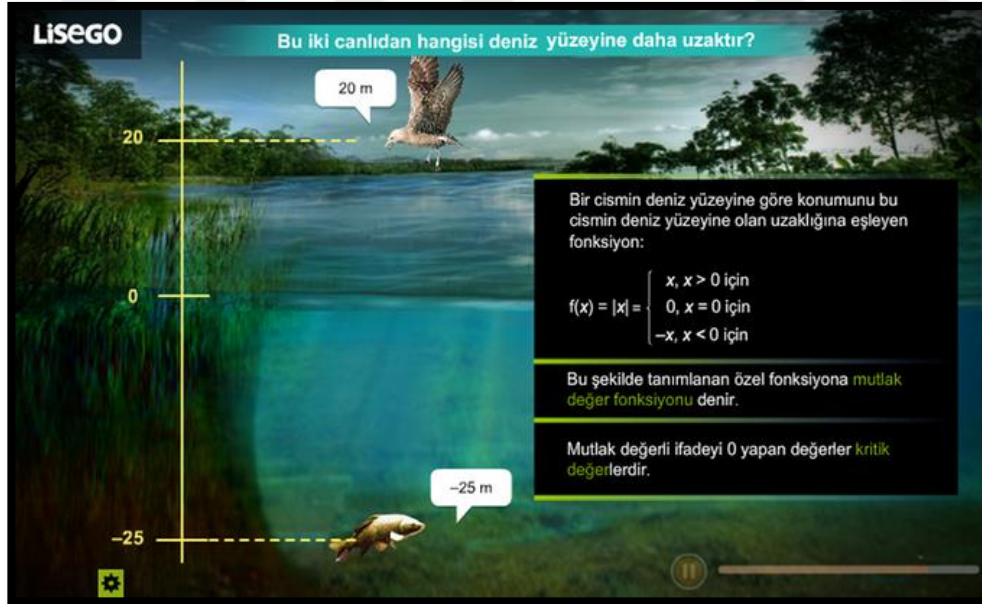 LiSEGO
Bu iki canlıdan hangisi deniz yüzeyine daha uzaktır?
20 m
20
Bir cismin deniz yüzeyine göre konumunu bu
cismin deniz yüzeyine olan uzaklığına eşleyen
fonksiyon:
x, x > 0 için
f(x) = |x| = 0, x = 0 için
–x, x < 0 için
0
Bu şekilde tanımlanan özel fonksiyona mutlak
değer fonksiyonu denir.
Mutlak değerli ifadeyi 0 yapan değerler kritik
değerlerdir.
–25 m
–25